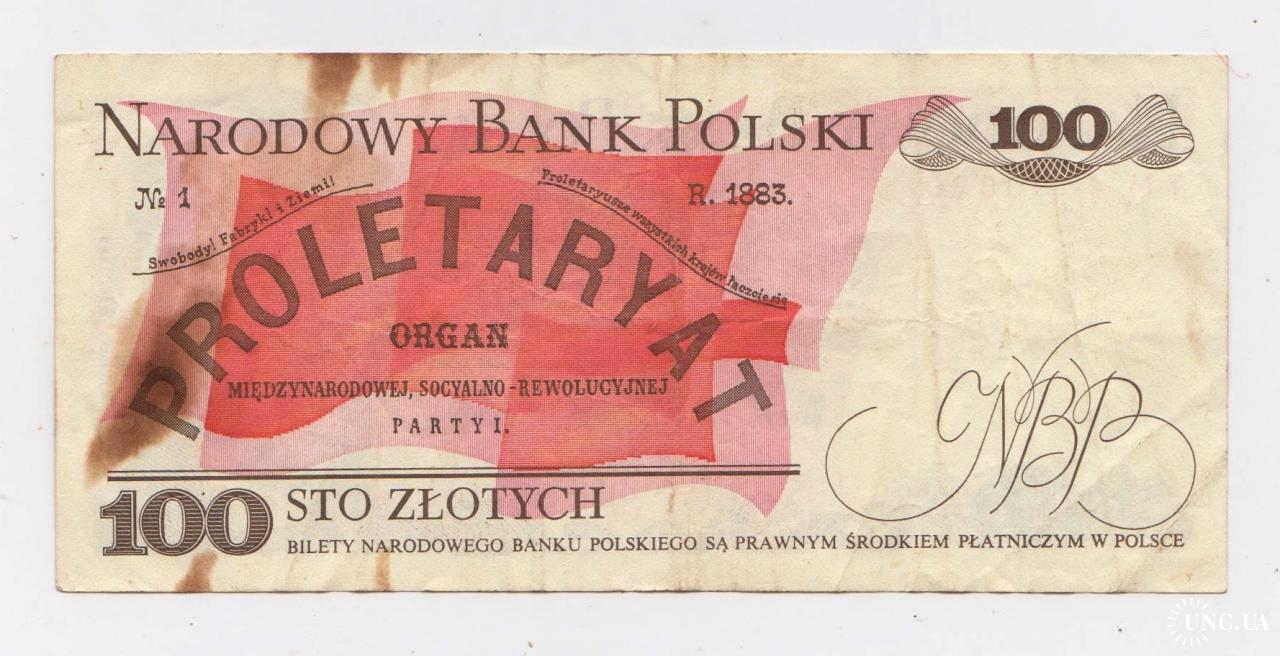 NARODOWY BANK POLSKI
100
№ 1
R. 1883.
Swobody! Fabryki i Ziemi!
Proletaryusze wszystkich krajów łączcie się
PROLETARYAT
ORGAN
MIĘDZYNARODOWEJ, SOCYALNO-REWOLUCYJNEJ
PARTYI.
NBP
100 STO ZŁOTYCH
BILETY NARODOWEGO BANKU POLSKIEGO SĄ PRAWNYM ŚRODKIEM PŁATNICZYM W POLSCE
UNC.UA